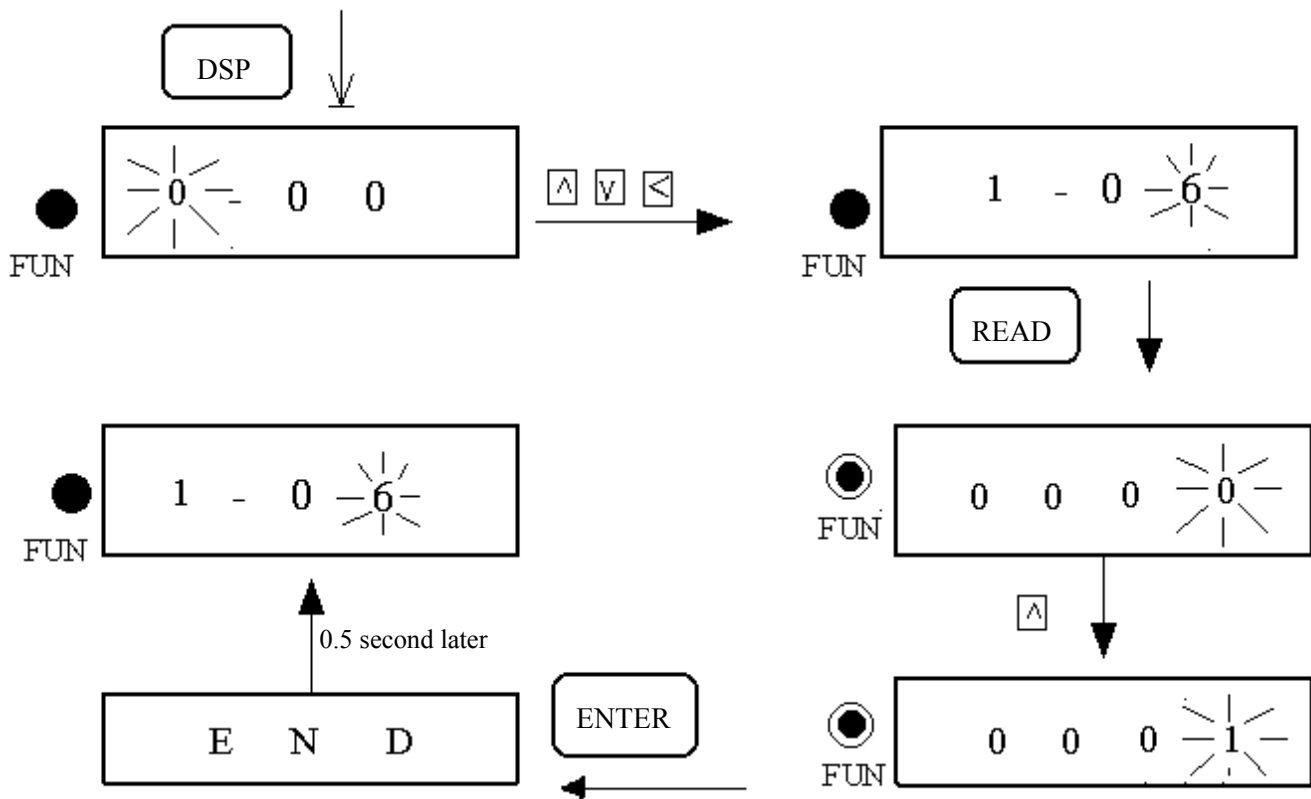 DSP
0 - 0 0
FUN
^ v <
1 - 0 6
FUN
READ
0 0 0 0
FUN
^
0 0 0 1
FUN
ENTER
E N D
0.5 second later
1 - 0 6
FUN